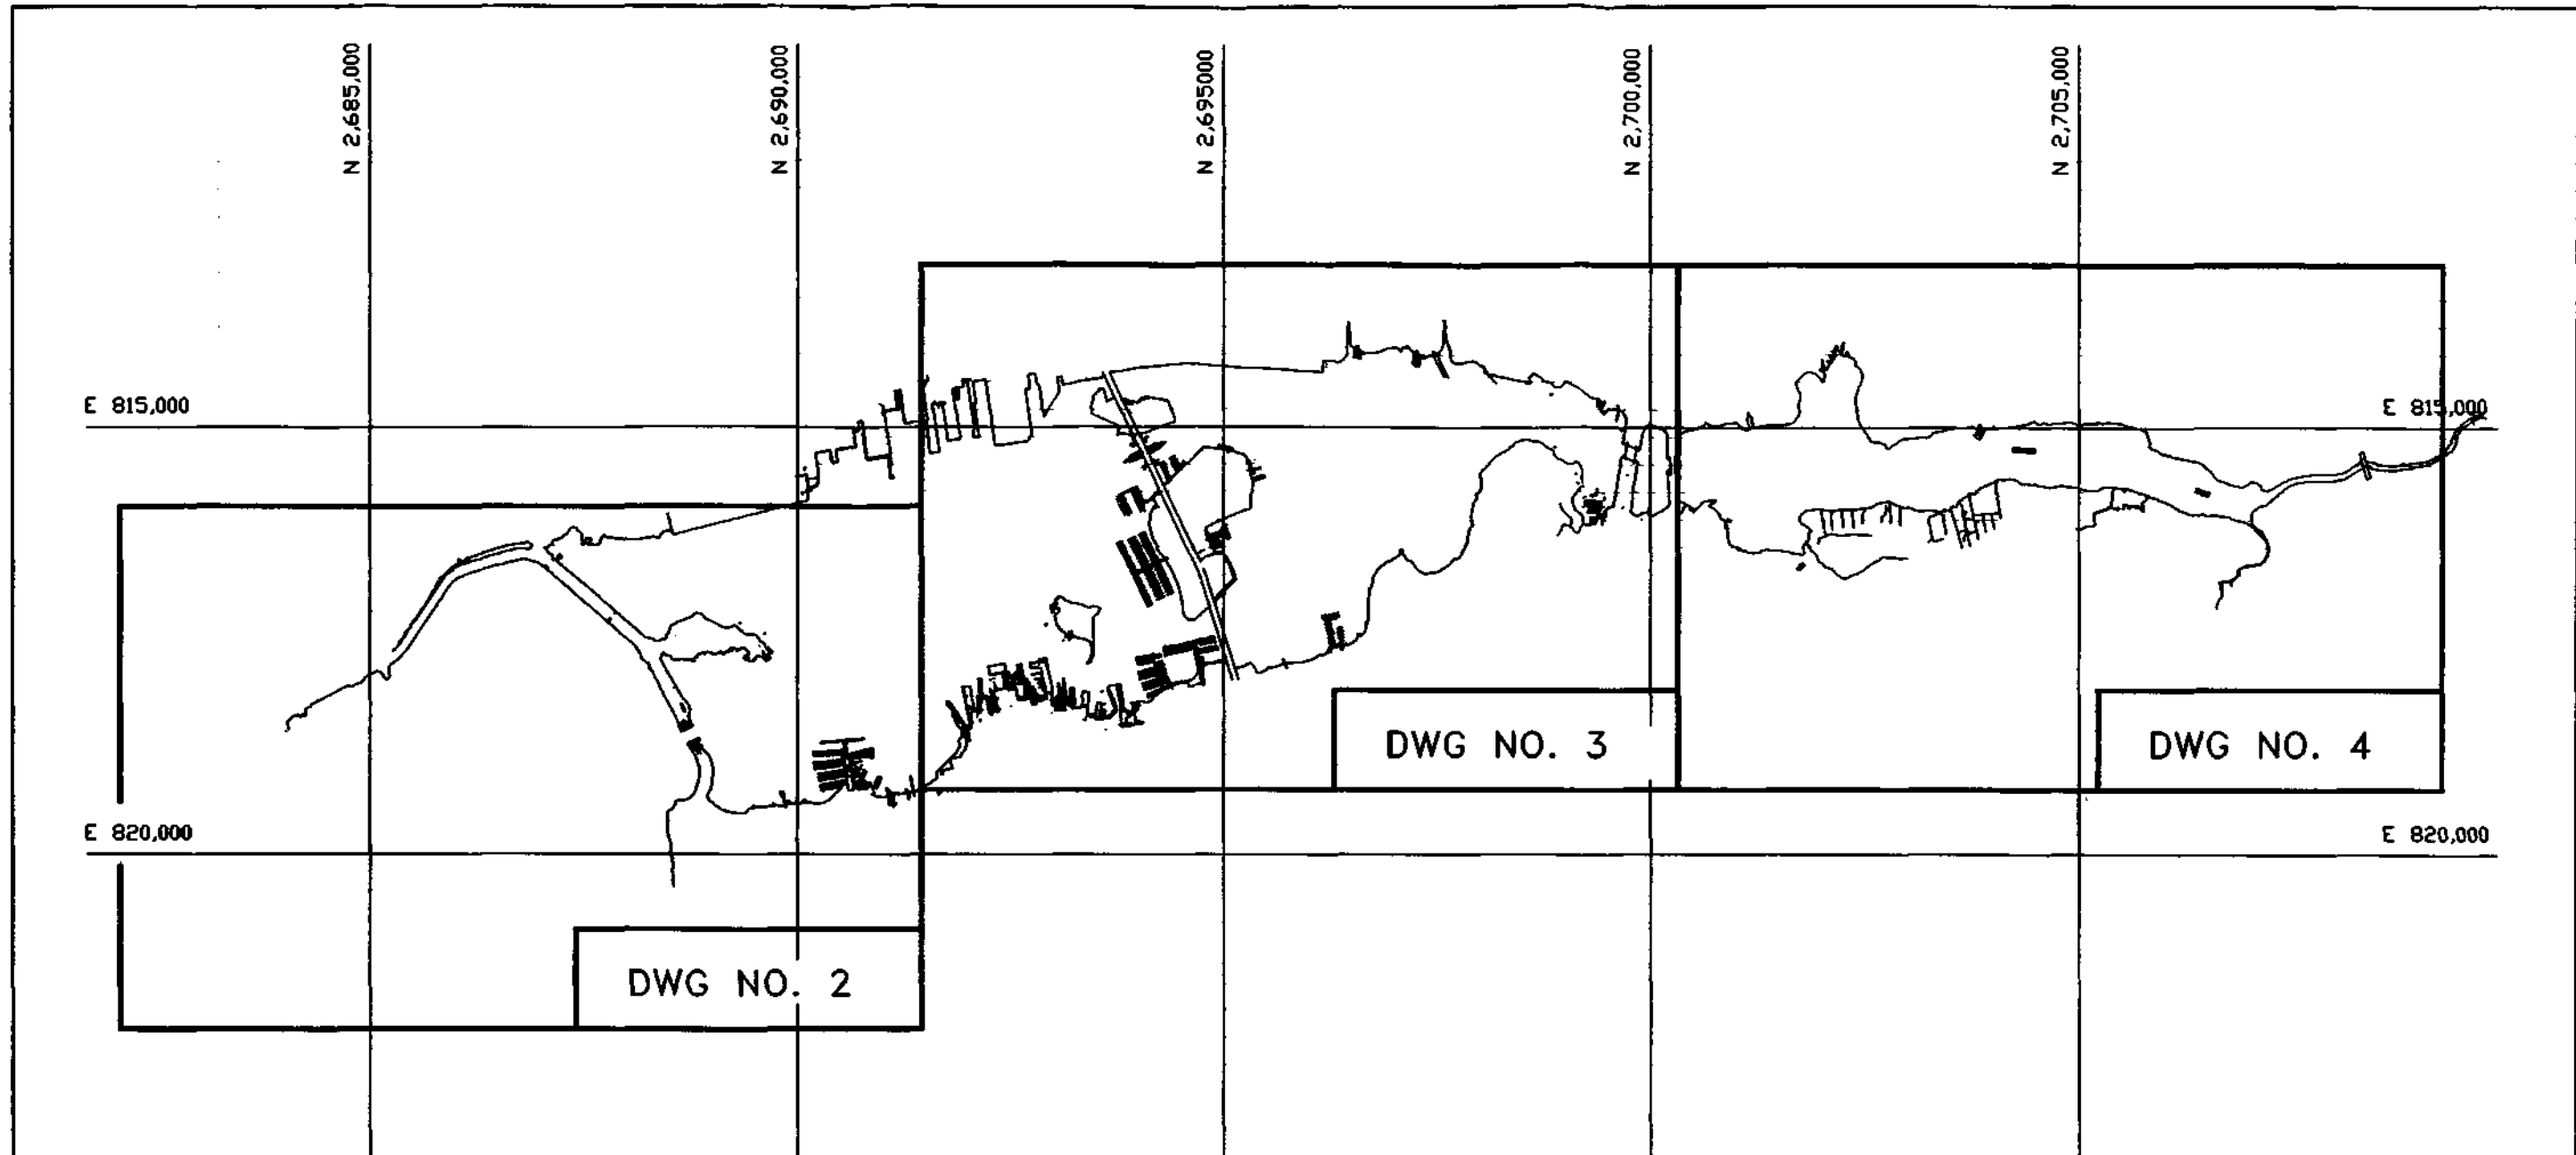 N 2,685,000
N 2,690,000
N 2,695000
N 2,700,000
N 2,705,000
E 815,000
E 815,000
DWG NO. 3
DWG NO. 4
E 820,000
E 820,000
DWG NO. 2